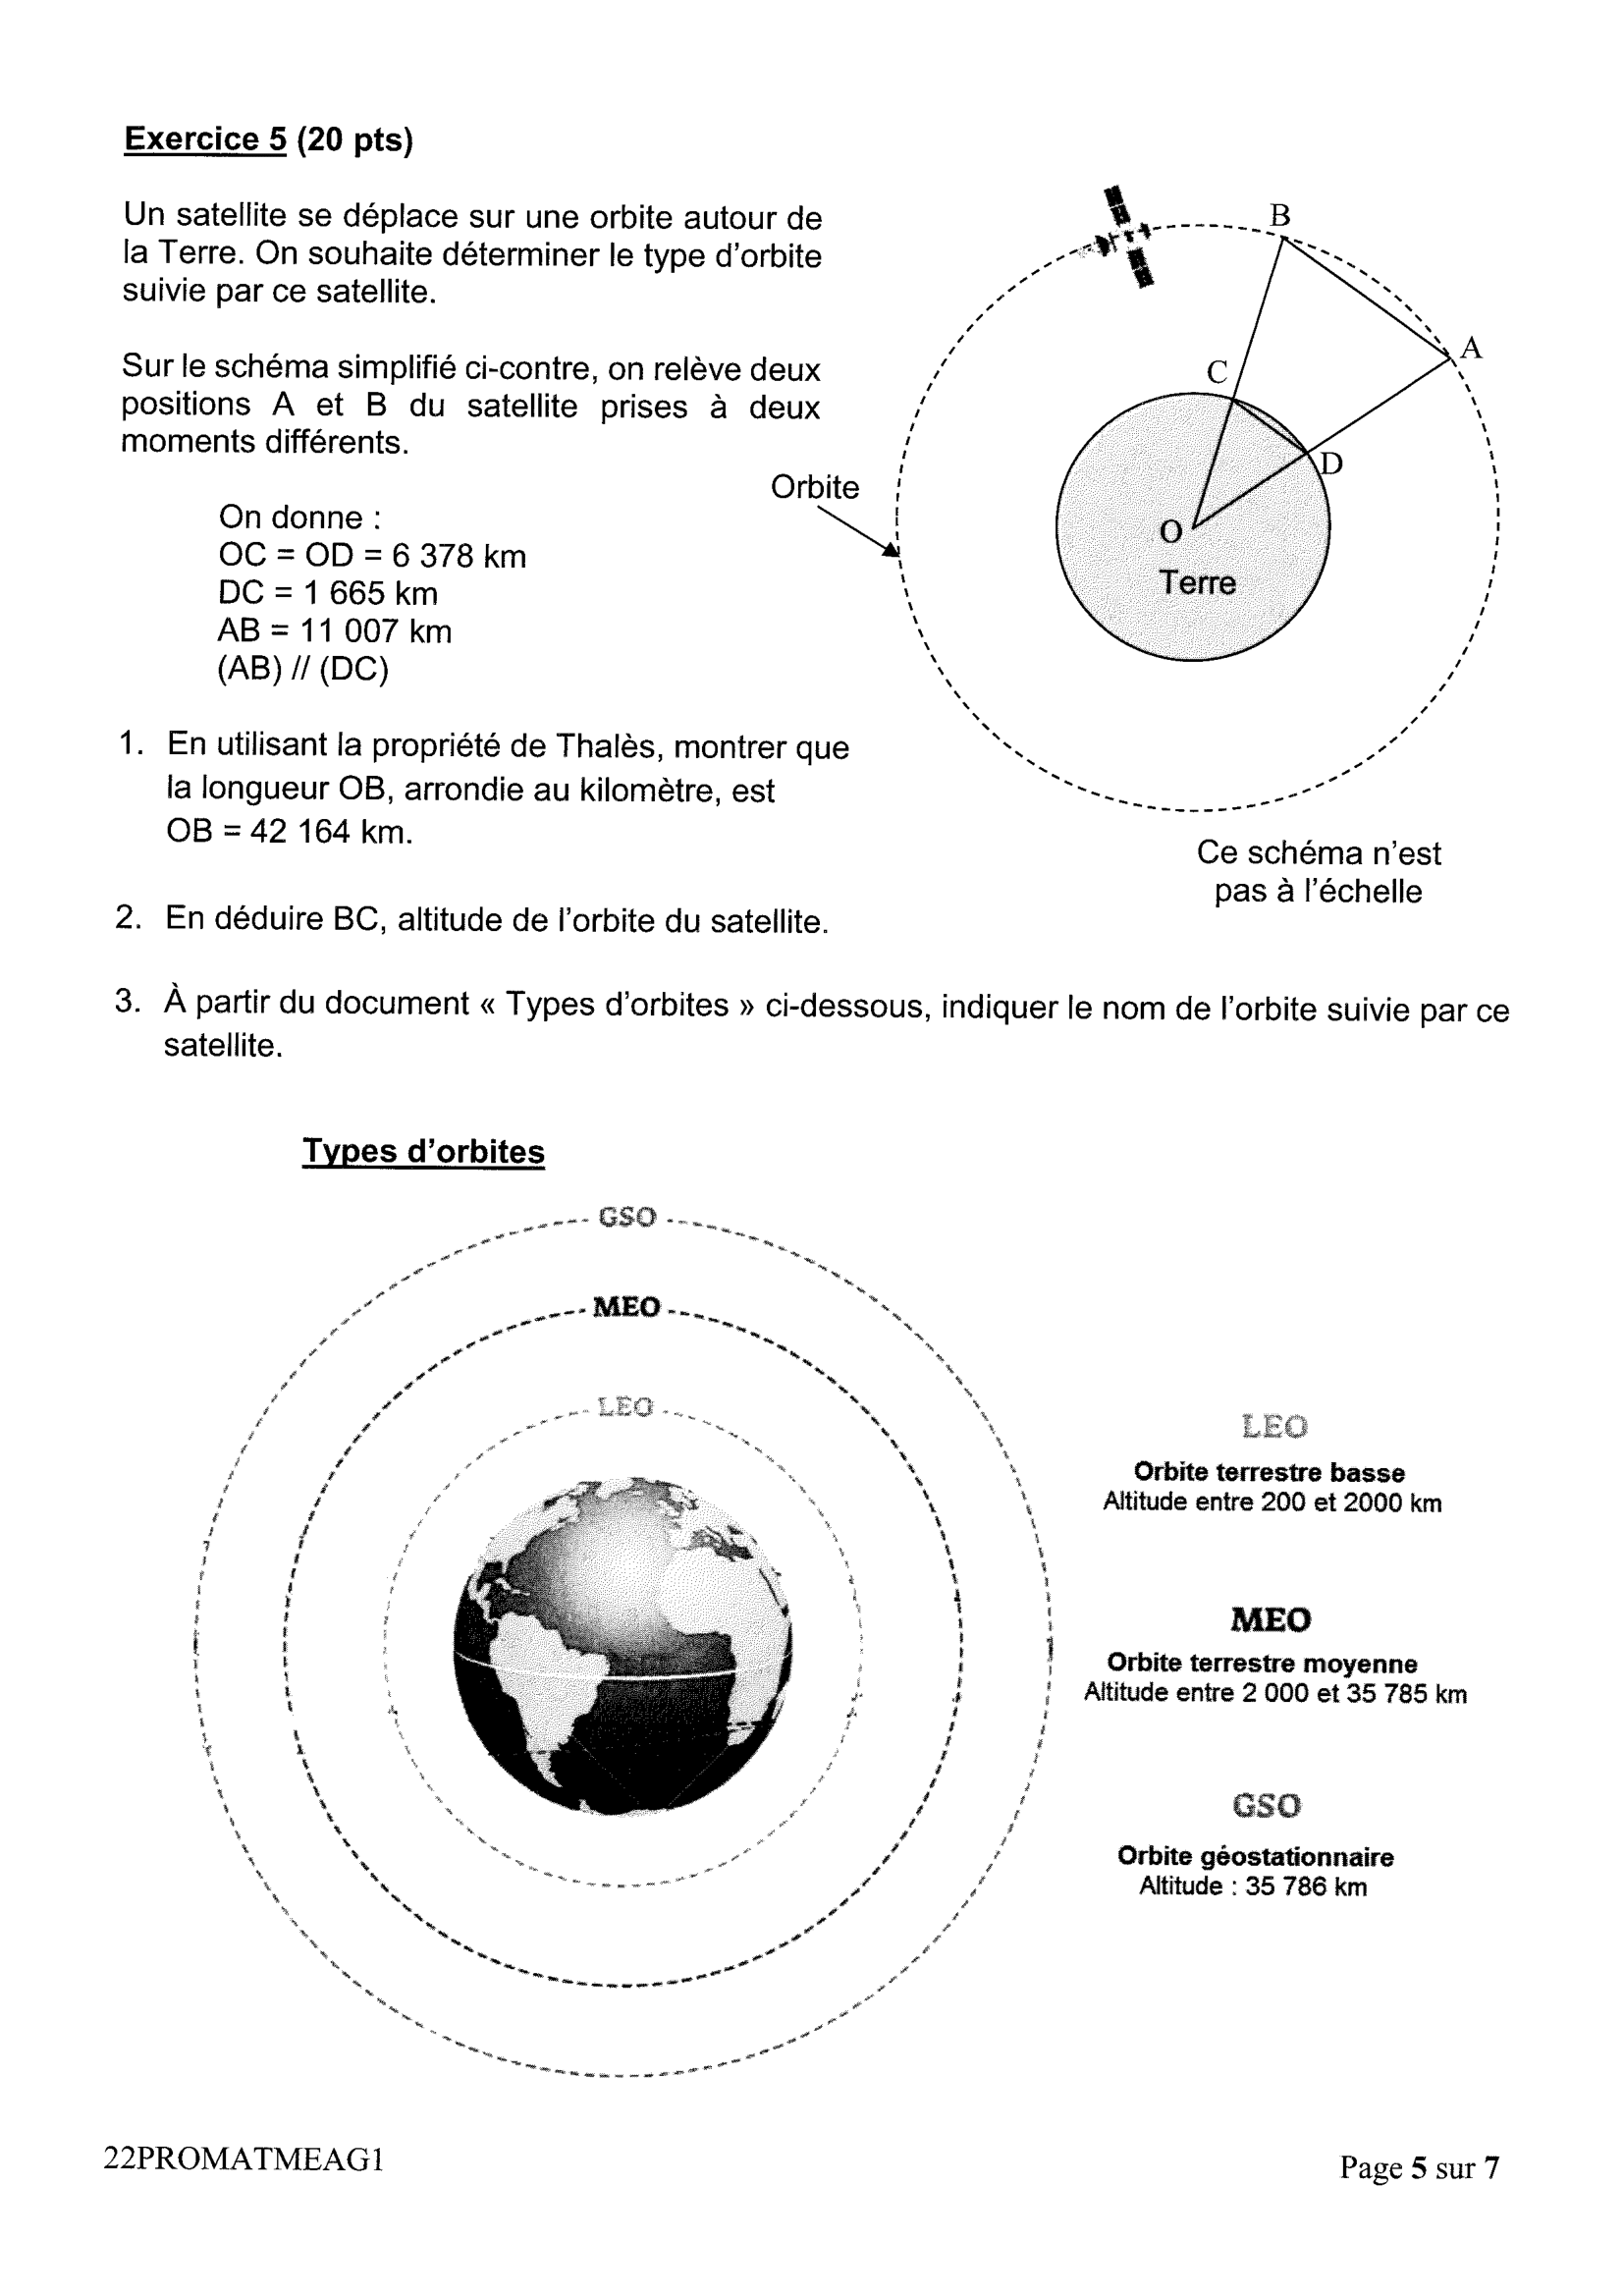 Exercice 5 (20 pts)
Un satellite se déplace sur une orbite autour de
la Terre. On souhaite déterminer le type d'orbite
suivie par ce satellite.
Sur le schéma simplifié ci-contre, on relève deux
positions A et B du satellite prises à deux
moments différents.
On donne :
OC = OD = 6 378 km
DC = 1 665 km
AB = 11 007 km
(AB) // (DC)
B
A
C
D
O
Terre
Orbite
Ce schéma n'est
pas à l'échelle
1. En utilisant la propriété de Thalès, montrer que
la longueur OB, arrondie au kilomètre, est
OB = 42 164 km.
2. En déduire BC, altitude de l'orbite du satellite.
3. À partir du document « Types d'orbites » ci-dessous, indiquer le nom de l'orbite suivie par ce
satellite.
Types d'orbites
GSO
MEO
LEO
LEO
Orbite terrestre basse
Altitude entre 200 et 2000 km
MEO
Orbite terrestre moyenne
Altitude entre 2 000 et 35 785 km
GSO
Orbite géostationnaire
Altitude : 35 786 km
22PROMATMEAG1
Page 5 sur 7